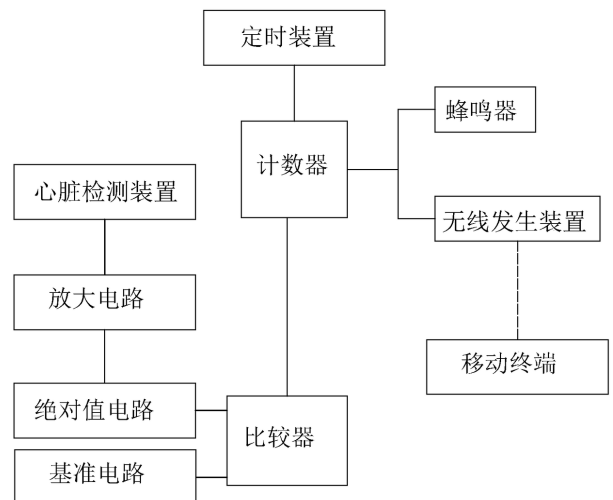 定时装置
蜂鸣器
计数器
心脏检测装置
无线发生装置
放大电路
移动终端
绝对值电路
比较器
基准电路